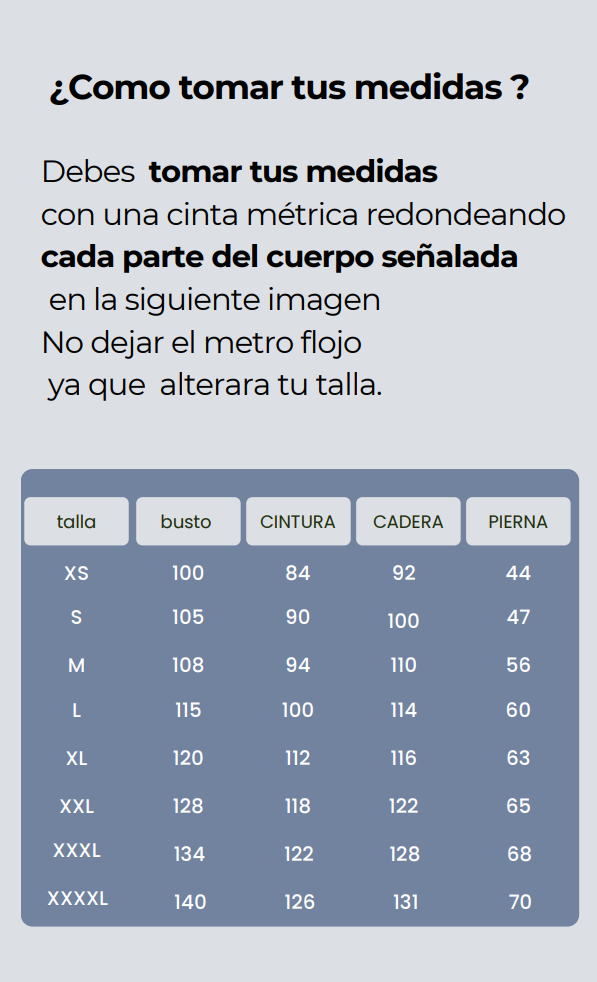 ¿Como tomar tus medidas ?
Debes tomar tus medidas
con una cinta métrica redondeando
cada parte del cuerpo señalada
en la siguiente imagen
No dejar el metro flojo
ya que alterara tu talla.
talla busto CINTURA CADERA PIERNA
XS 100 84 92 44
S 105 90 100 47
M 108 94 110 56
L 115 100 114 60
XL 120 112 116 63
XXL 128 118 122 65
XXXL 134 122 128 68
XXXXL 140 126 131 70